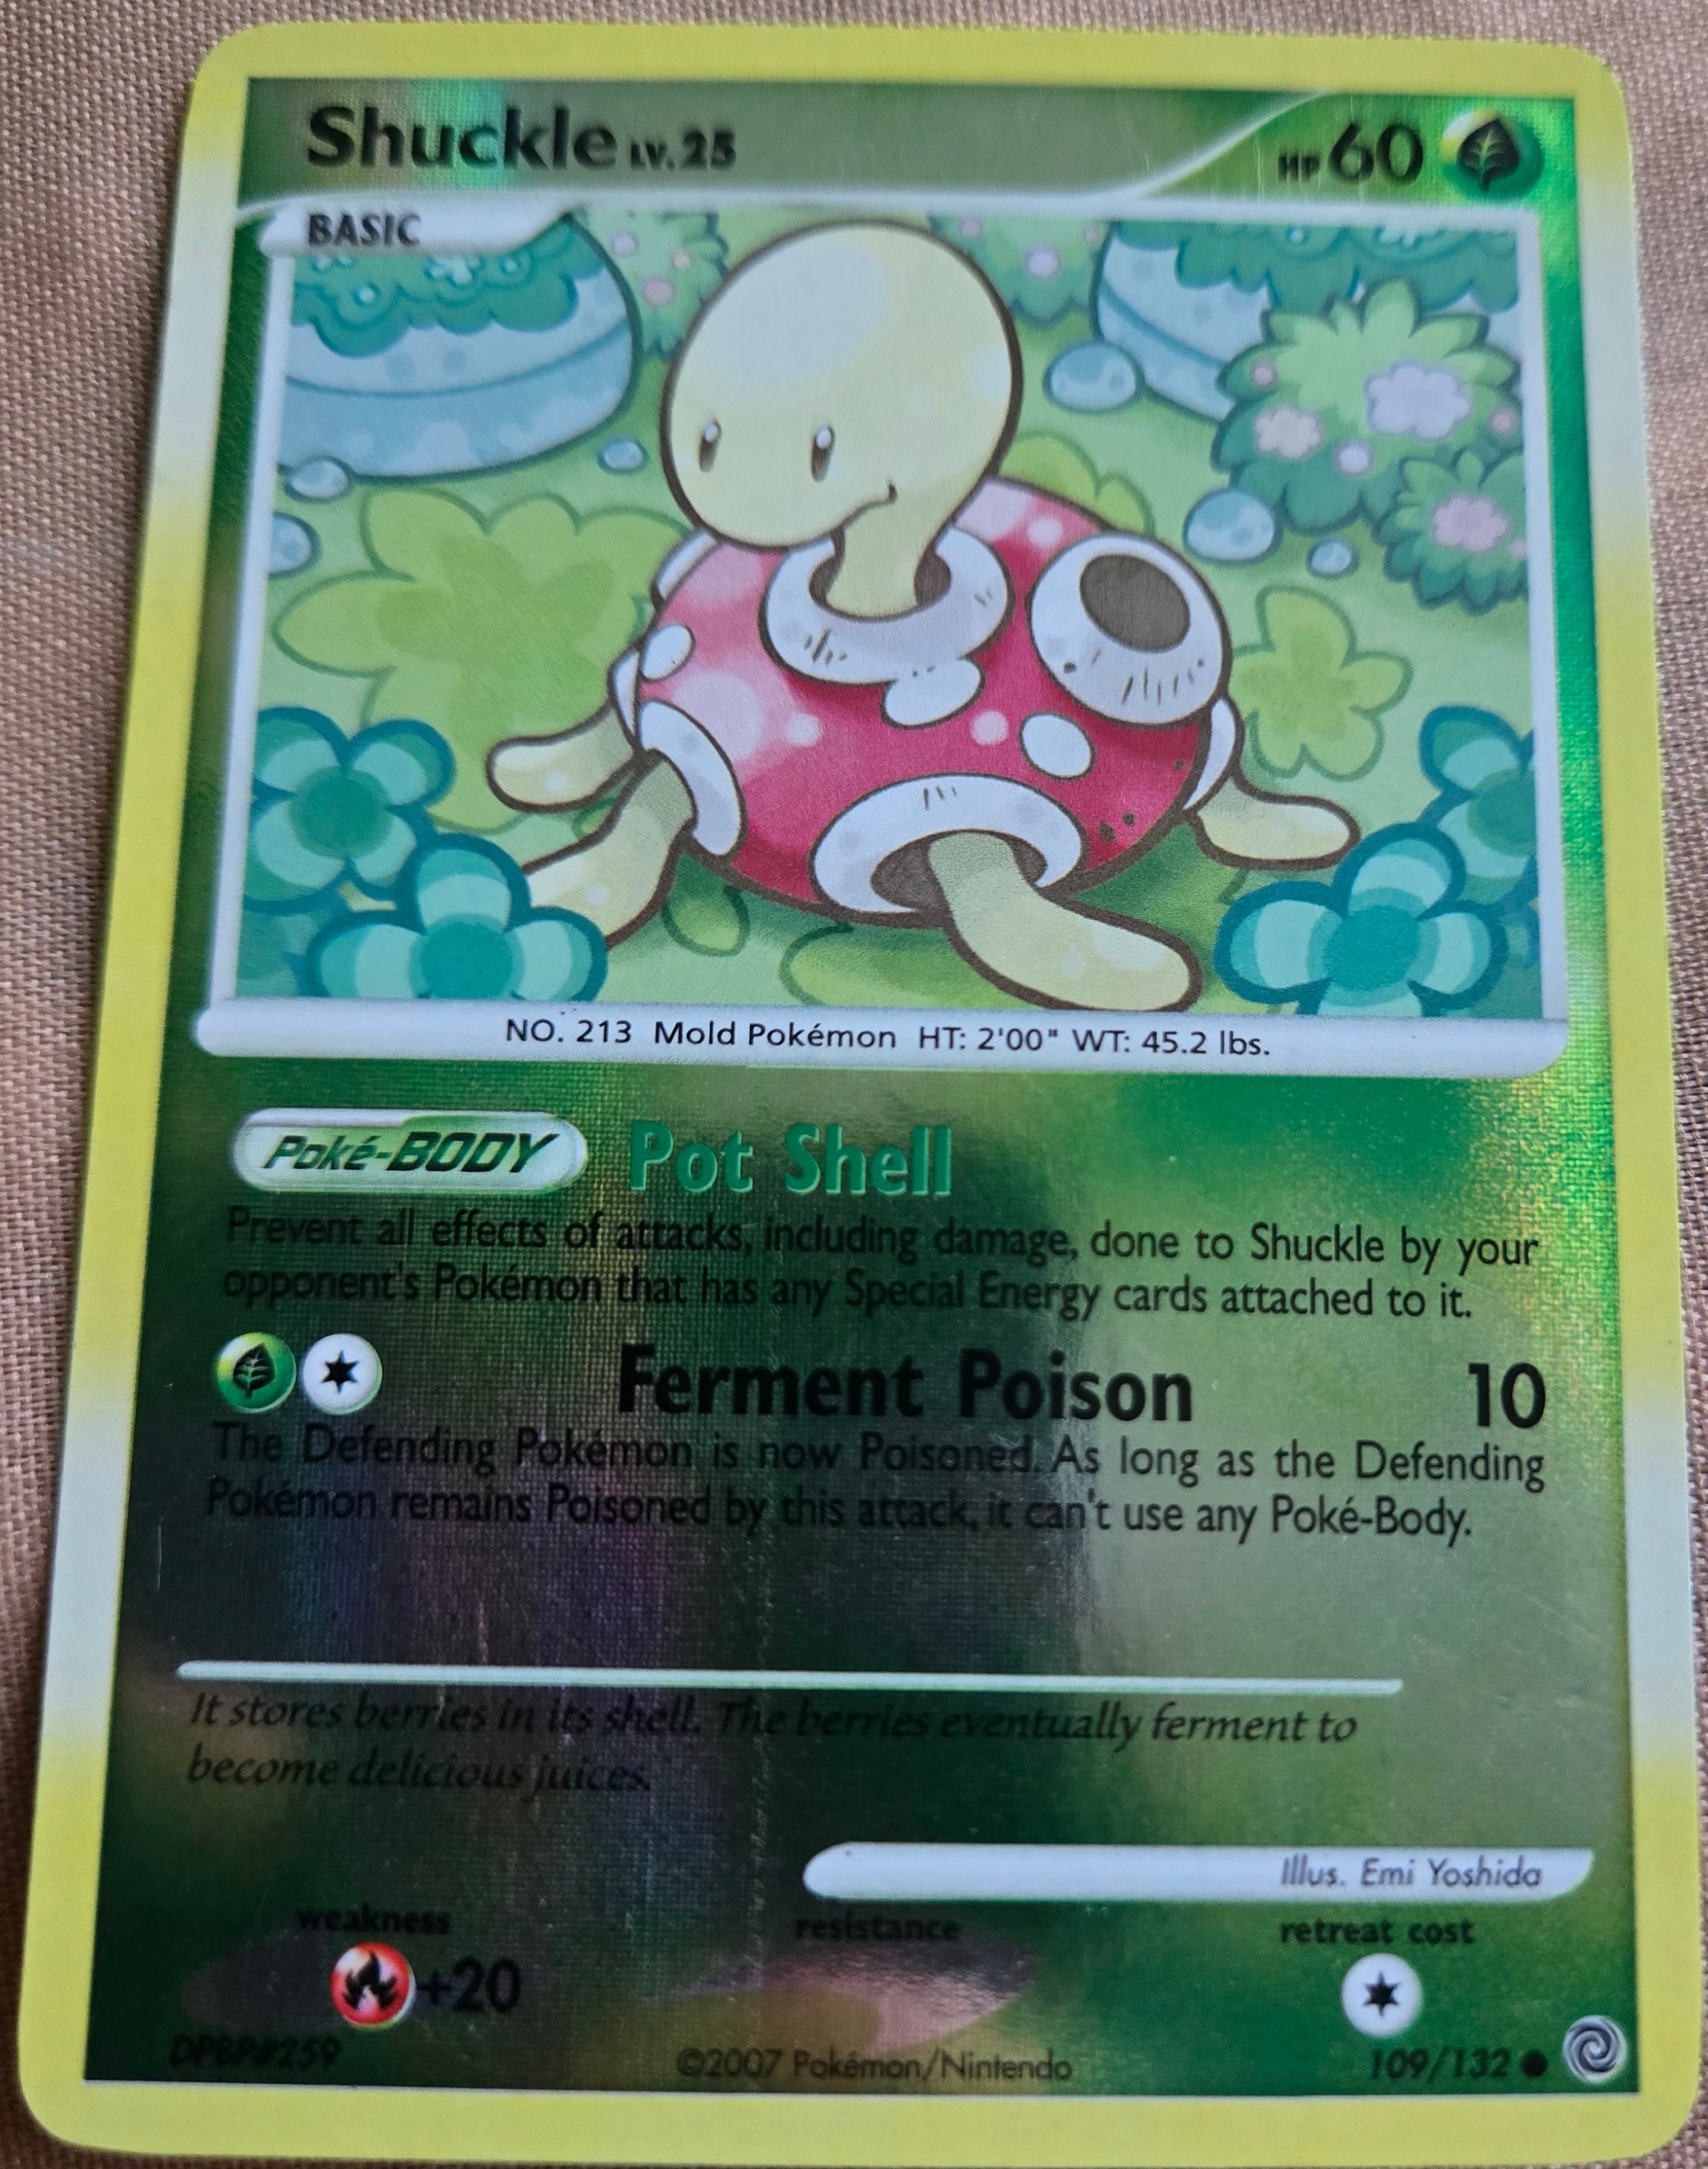 Shuckle LV.25 HP 60
BASIC
NO. 213 Mold Pokémon HT: 2'00" WT: 45.2 lbs.
Poké-BODY Pot Shell
Prevent all effects of attacks, including damage, done to Shuckle by your
opponent's Pokémon that has any Special Energy cards attached to it.
Ferment Poison 10
The Defending Pokémon is now Poisoned. As long as the Defending
Pokémon remains Poisoned by this attack, it can't use any Poké-Body.
It stores berries in its shell. The berries eventually ferment to
become delicious juices.
Illus. Emi Yoshida
weakness resistance retreat cost
+20
DPBP#259 ©2007 Pokémon/Nintendo 109/132